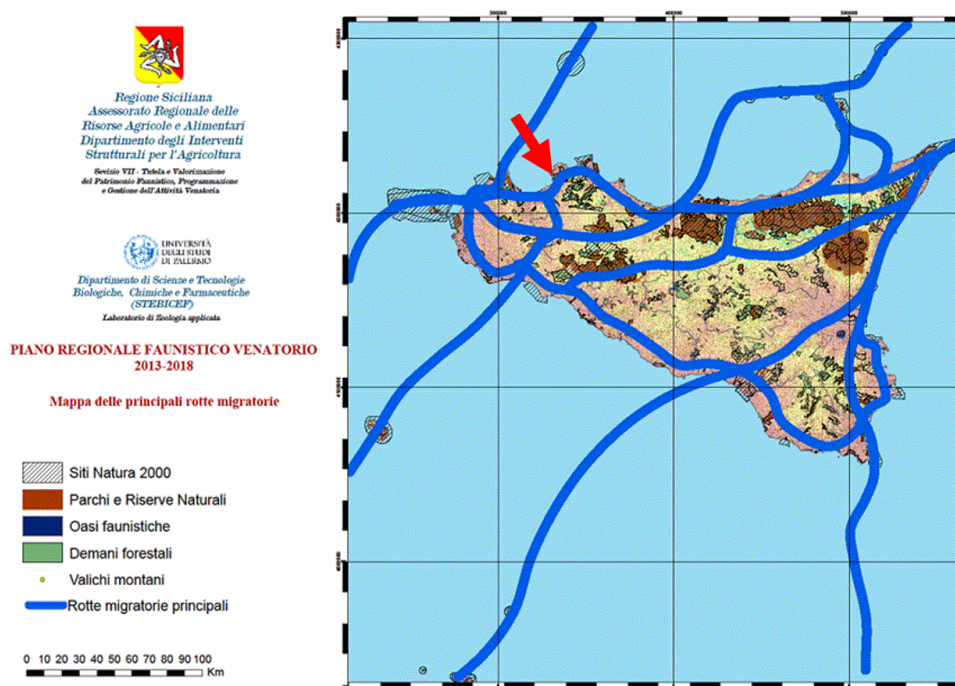 Regione Siciliana
Assessorato Regionale delle
Risorse Agricole e Alimentari
Dipartimento degli Interventi
Strutturali per l'Agricoltura
Sevizio VII - Tutela e Valorizzazione
del Patrimonio Faunistico, Programmazione
e Gestione dell'Attività Venatoria
UNIVERSITÀ
DEGLI STUDI
DI PALERMO
Dipartimento di Scienze e Tecnologie
Biologiche, Chimiche e Farmaceutiche
(STEBICEF)
Laboratorio di Zoologia applicata
PIANO REGIONALE FAUNISTICO VENATORIO
2013-2018
Mappa delle principali rotte migratorie
Siti Natura 2000
Parchi e Riserve Naturali
Oasi faunistiche
Demani forestali
Valichi montani
Rotte migratorie principali
0 10 20 30 40 50 60 70 80 90 100
Km